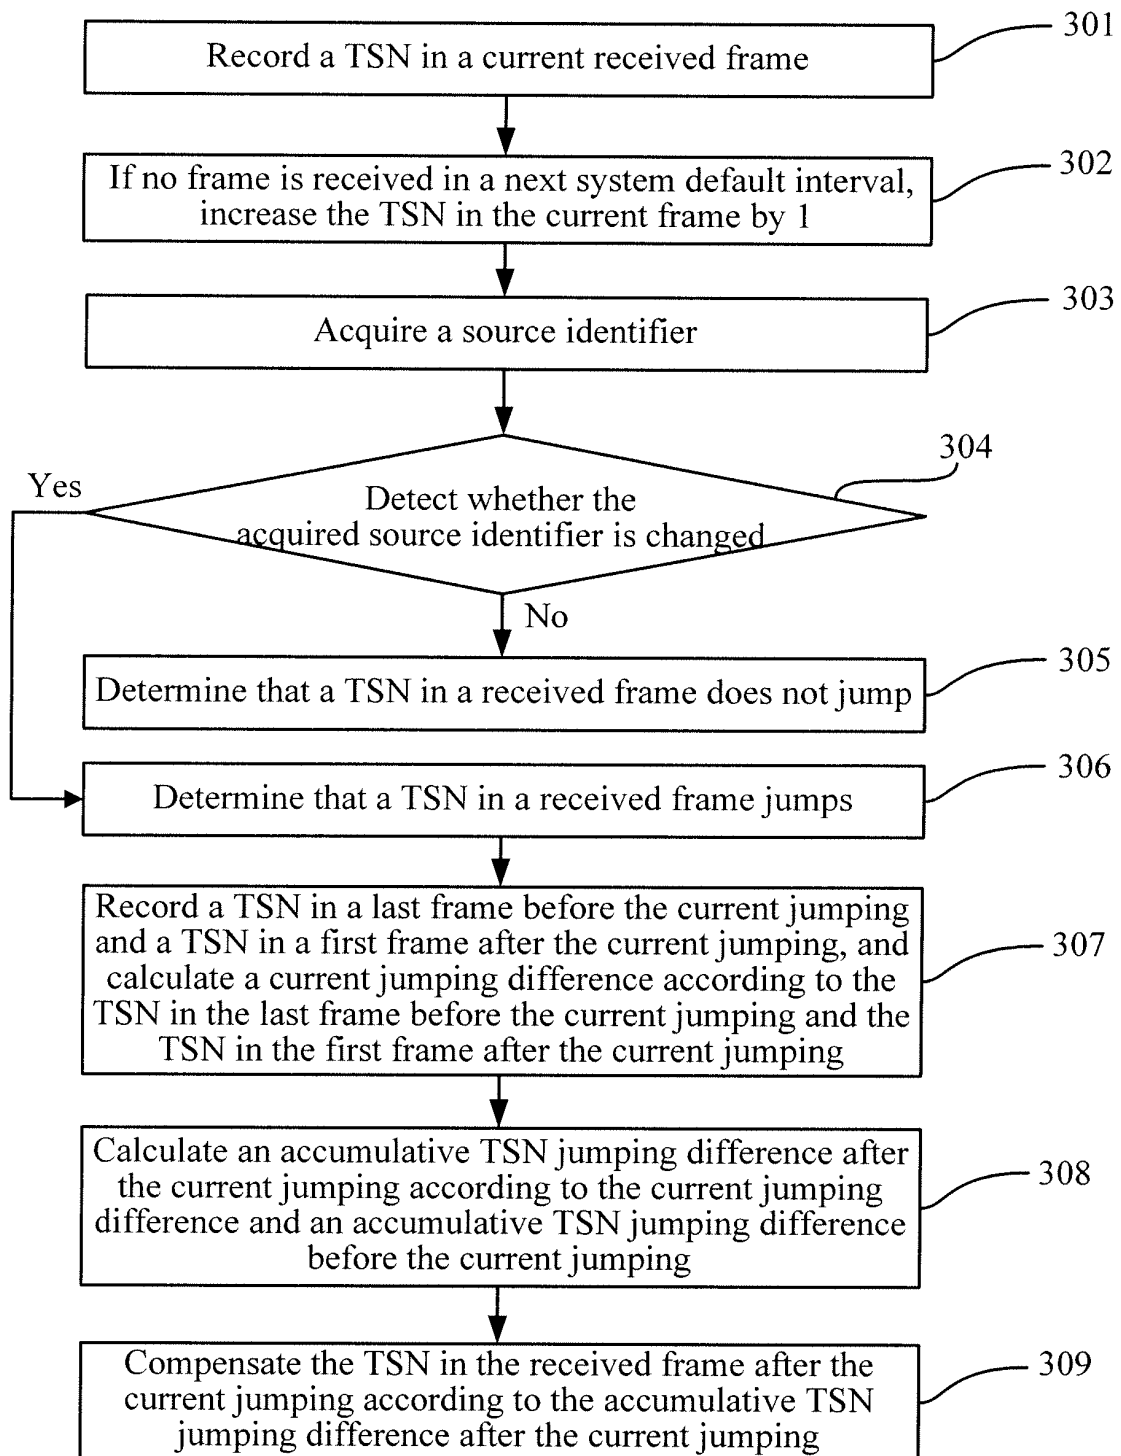 301
Record a TSN in a current received frame
302
If no frame is received in a next system default interval,
increase the TSN in the current frame by 1
303
Acquire a source identifier
304
Yes
Detect whether the
acquired source identifier is changed
No
305
Determine that a TSN in a received frame does not jump
306
Determine that a TSN in a received frame jumps
Record a TSN in a last frame before the current jumping
and a TSN in a first frame after the current jumping, and
calculate a current jumping difference according to the
TSN in the last frame before the current jumping and the
TSN in the first frame after the current jumping
307
Calculate an accumulative TSN jumping difference after
the current jumping according to the current jumping
difference and an accumulative TSN jumping difference
before the current jumping
308
Compensate the TSN in the received frame after the
current jumping according to the accumulative TSN
jumping difference after the current jumping
309